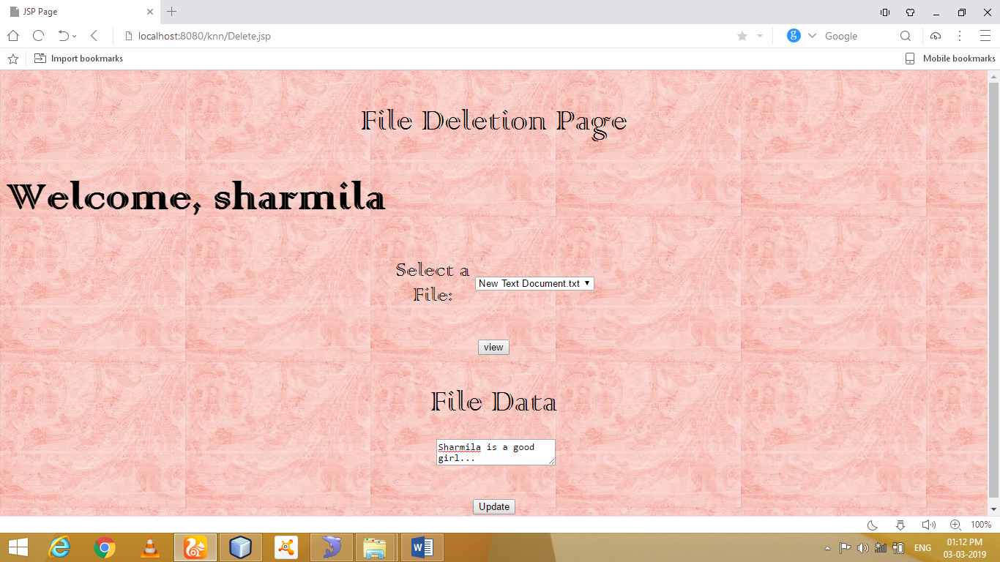 JSP Page
localhost:8080/knn/Delete.jsp
Google
Import bookmarks
Mobile bookmarks
File Deletion Page
Welcome, sharmila
Select a
File:
New Text Document.txt
view
File Data
Sharmila is a good
girl...
Update
100%
ENG
01:12 PM
03-03-2019